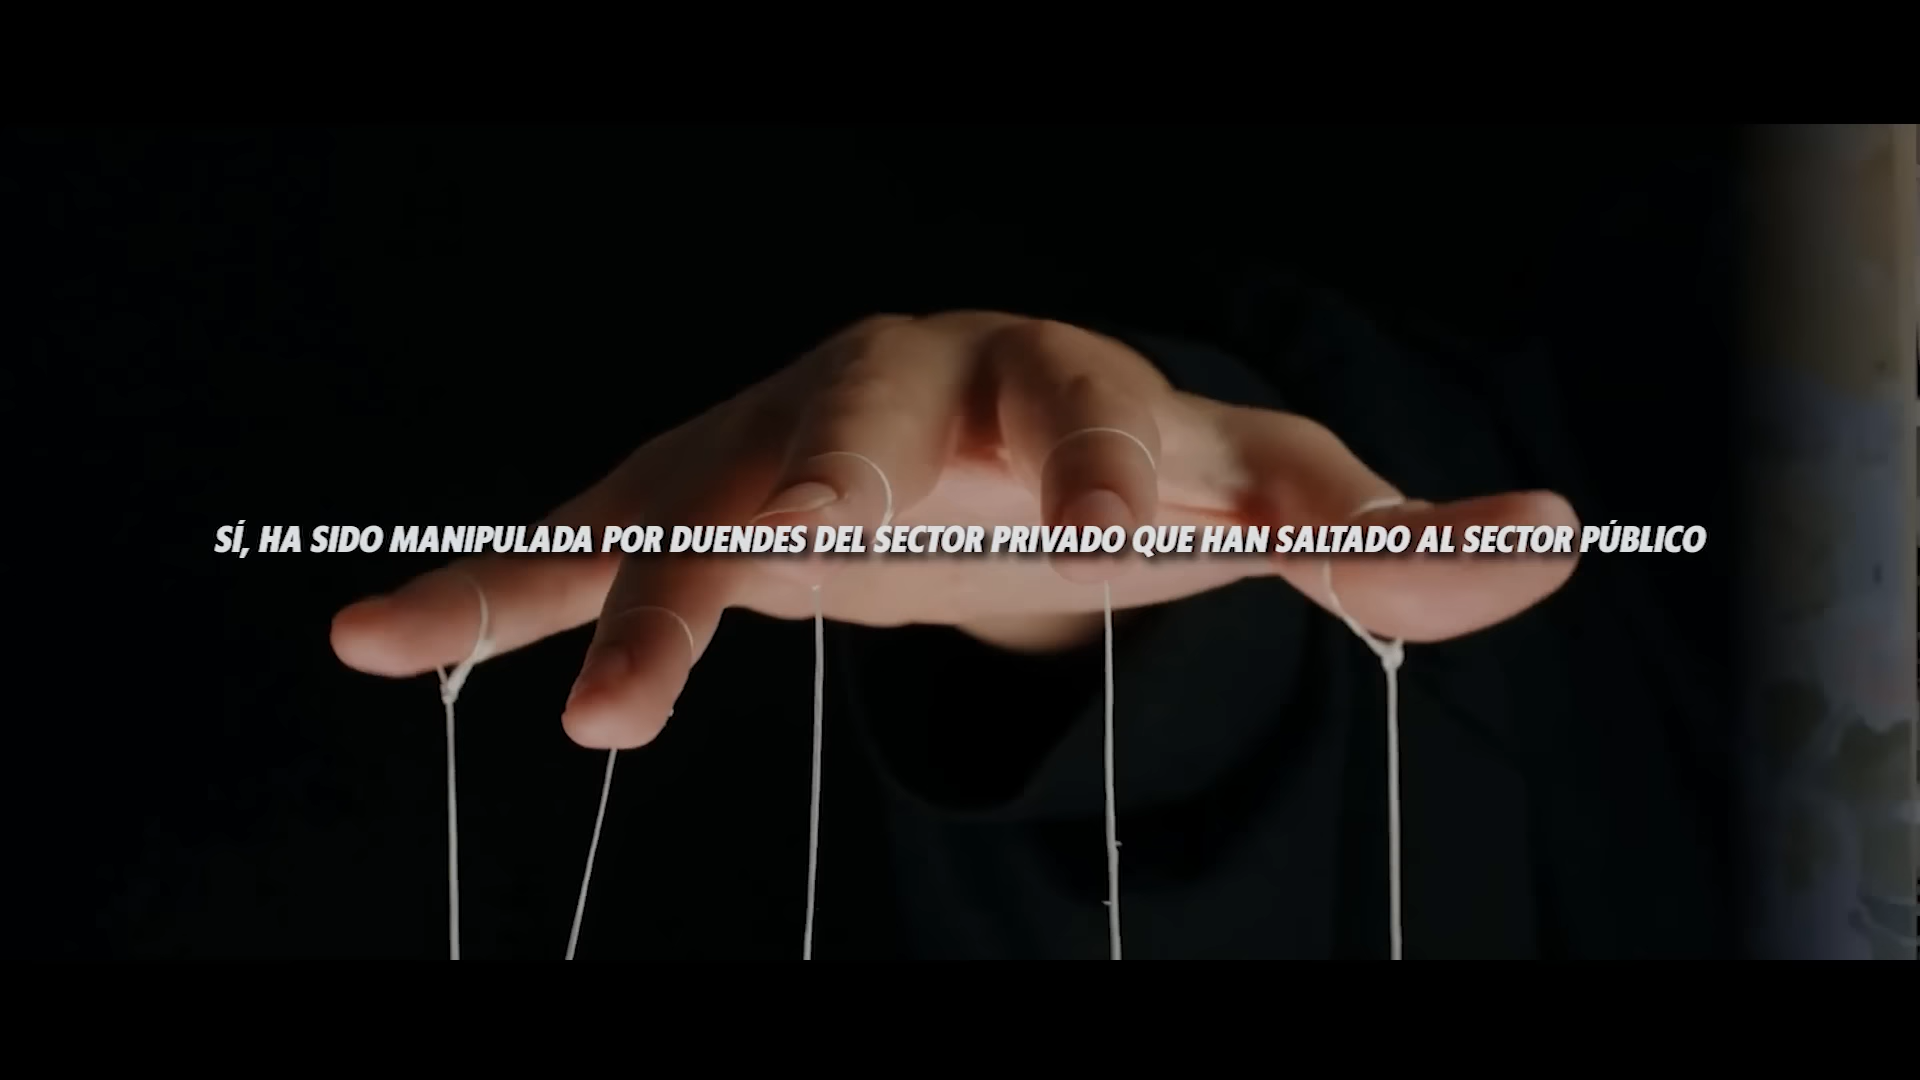 SÍ, HA SIDO MANIPULADA POR DUENDES DEL SECTOR PRIVADO QUE HAN SALTADO AL SECTOR PÚBLICO